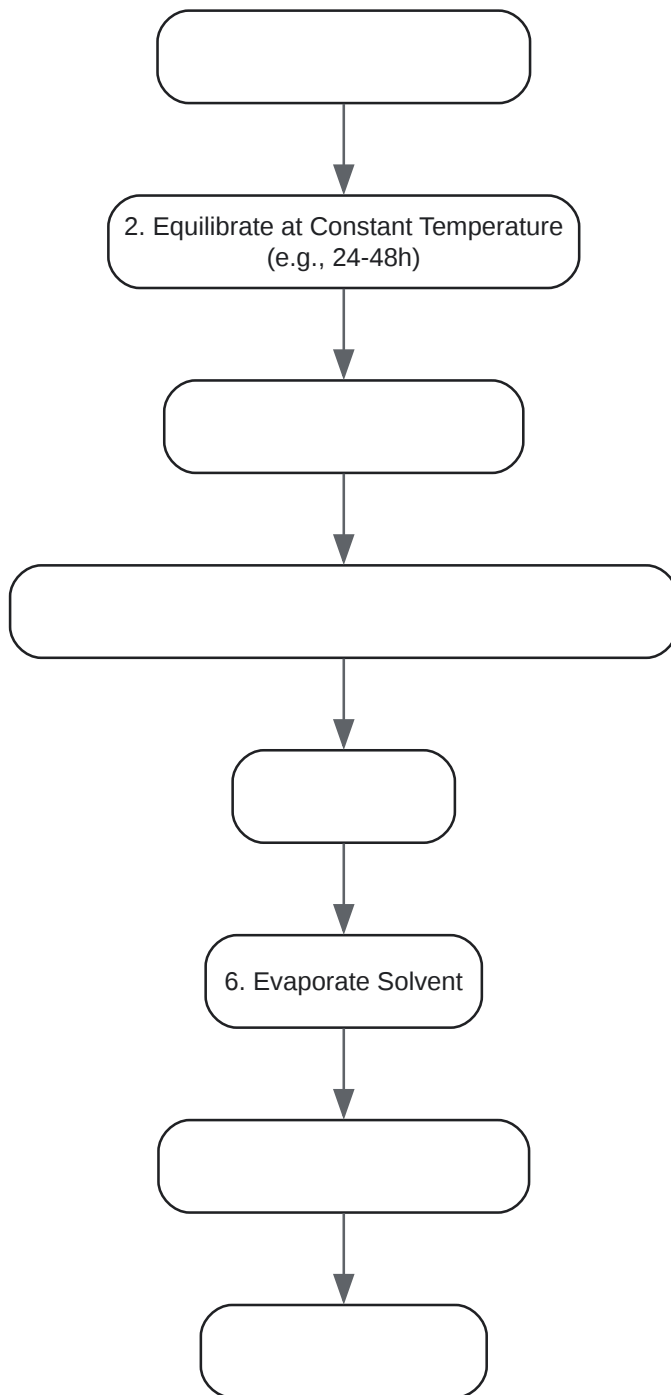 2. Equilibrate at Constant Temperature
(e.g., 24-48h)
6. Evaporate Solvent